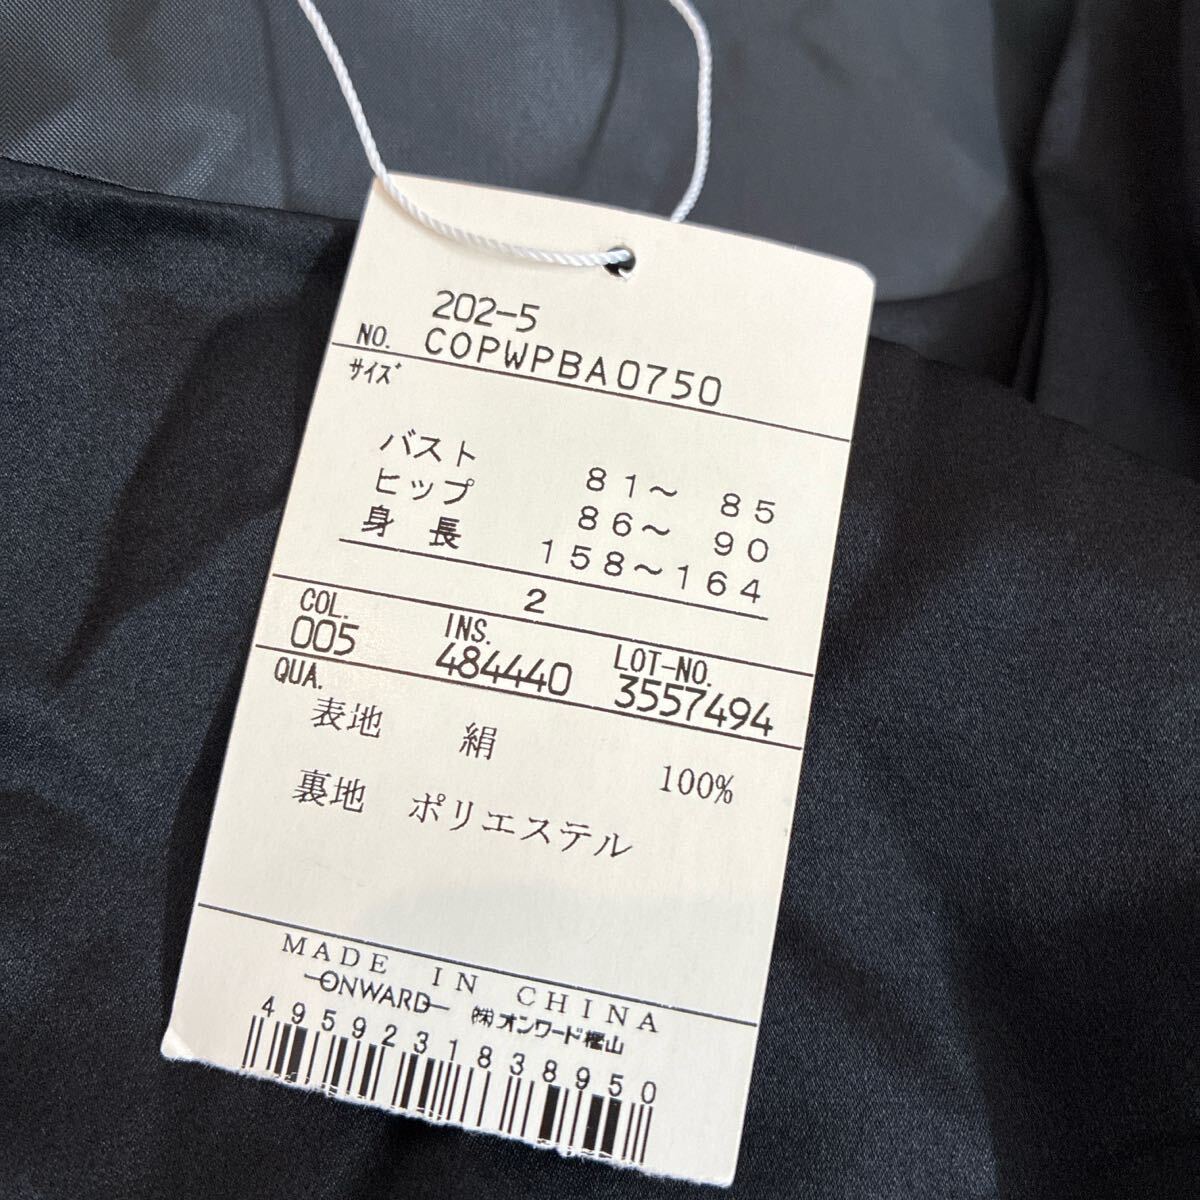 202-5
NO. COPWPBA0750
サイズ
バスト 81～ 85
ヒップ 86～ 90
身 長 158～164
2
COL. INS. LOT-NO.
005 484440 3557494
QUA.
表地 絹 100%
裏地 ポリエステル
MADE IN CHINA
ONWARD ㈱オンワード樫山
4959231838950